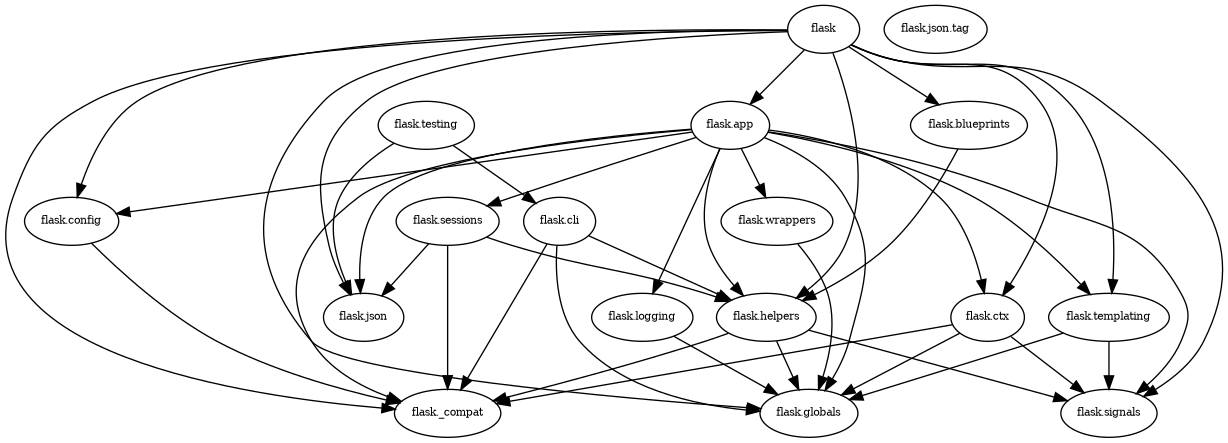 flask
flask.json.tag
flask.testing
flask.app
flask.blueprints
flask.config
flask.sessions
flask.cli
flask.wrappers
flask.json
flask.logging
flask.helpers
flask.ctx
flask.templating
flask._compat
flask.globals
flask.signals